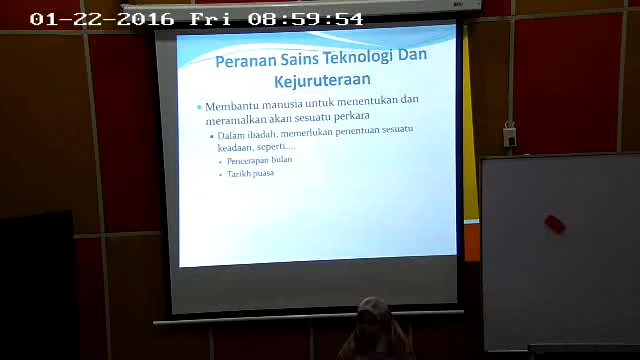 01-22-2016 Fri 08:59:54
Peranan Sains Teknologi Dan
Kejuruteraan
Membantu manusia untuk menentukan dan
meramalkan akan sesuatu perkara
Dalam ibadah, memerlukan penentuan sesuatu
keadaan, seperti....
Pencerapan bulan
Tarikh puasa